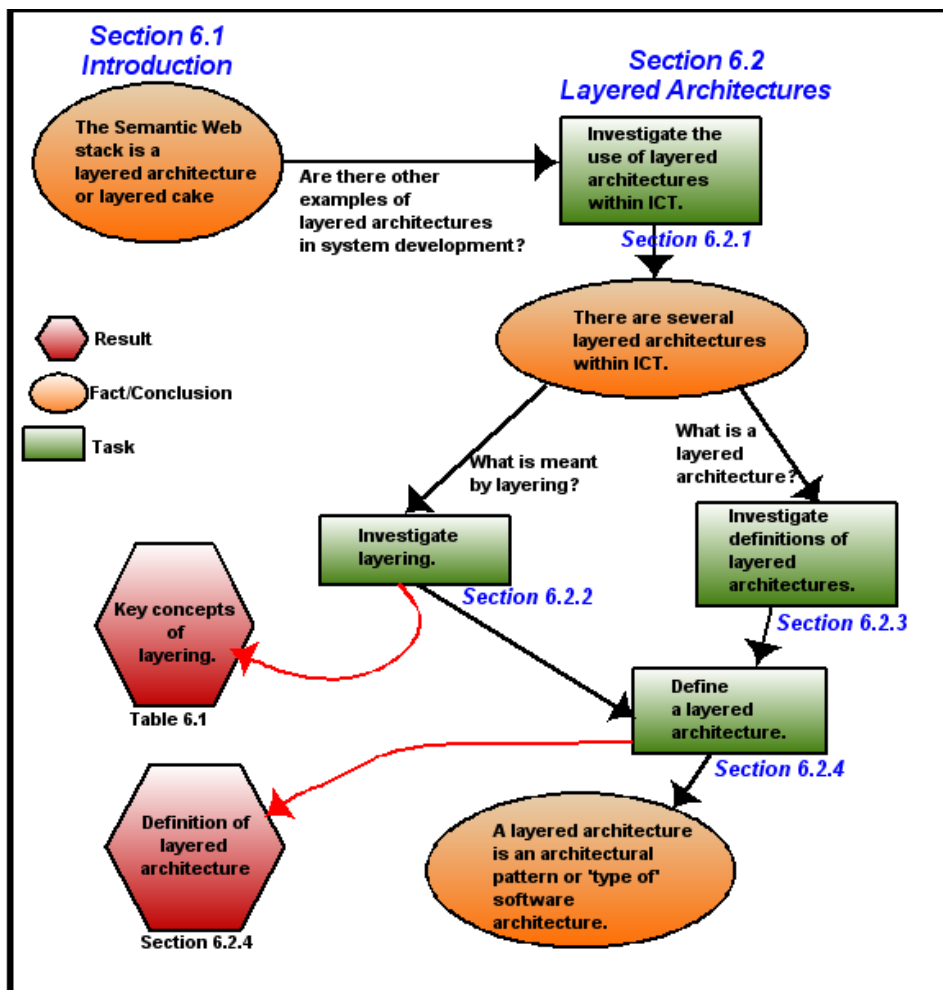 Section 6.1
Introduction
The Semantic Web
stack is a
layered architecture
or layered cake
Are there other
examples of
layered architectures
in system development?
Section 6.2
Layered Architectures
Investigate the
use of layered
architectures
within ICT.
Section 6.2.1
There are several
layered architectures
within ICT.
Result
Fact/Conclusion
Task
What is meant
by layering?
What is a
layered
architecture?
Investigate
layering.
Section 6.2.2
Investigate
definitions of
layered
architectures.
Section 6.2.3
Key concepts
of
layering.
Table 6.1
Define
a layered
architecture.
Section 6.2.4
Definition of
layered
architecture
Section 6.2.4
A layered architecture
is an architectural
pattern or 'type of'
software
architecture.